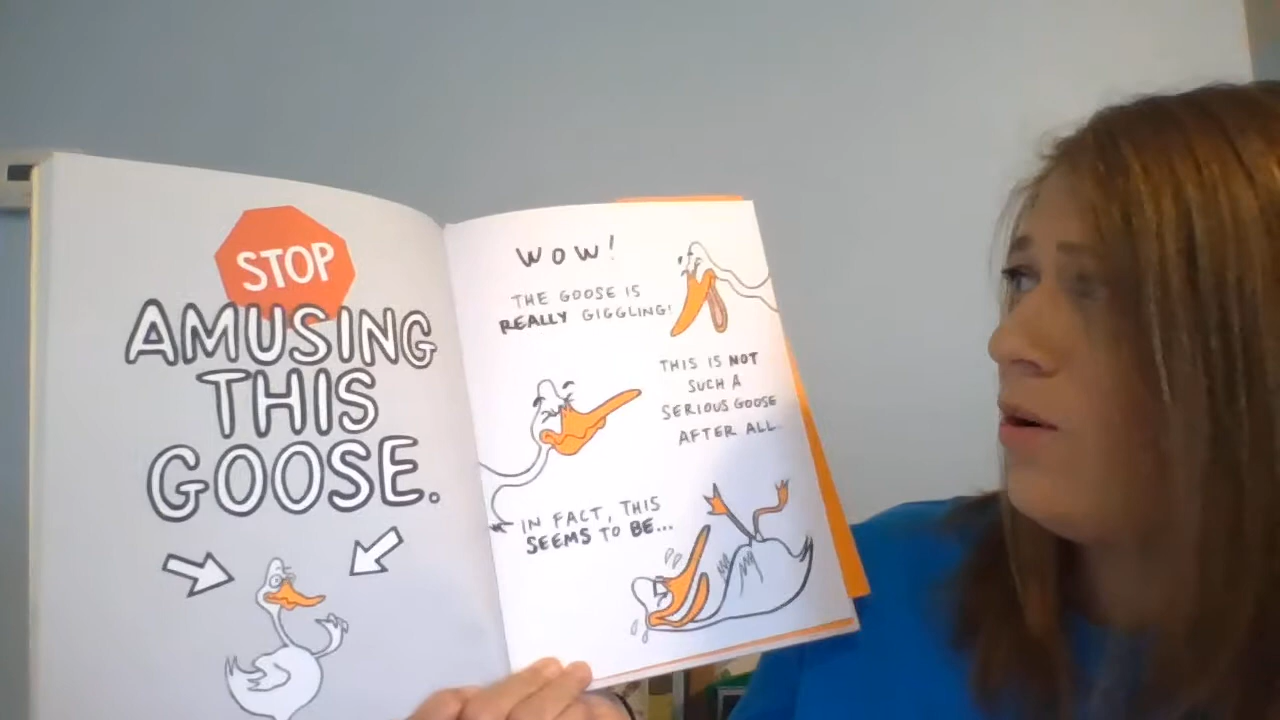 STOP
AMUSING
THIS
GOOSE.
WOW!
THE GOOSE IS
REALLY GIGGLING!
THIS IS NOT
SUCH A
SERIOUS GOOSE
AFTER ALL.
IN FACT, THIS
SEEMS TO BE...